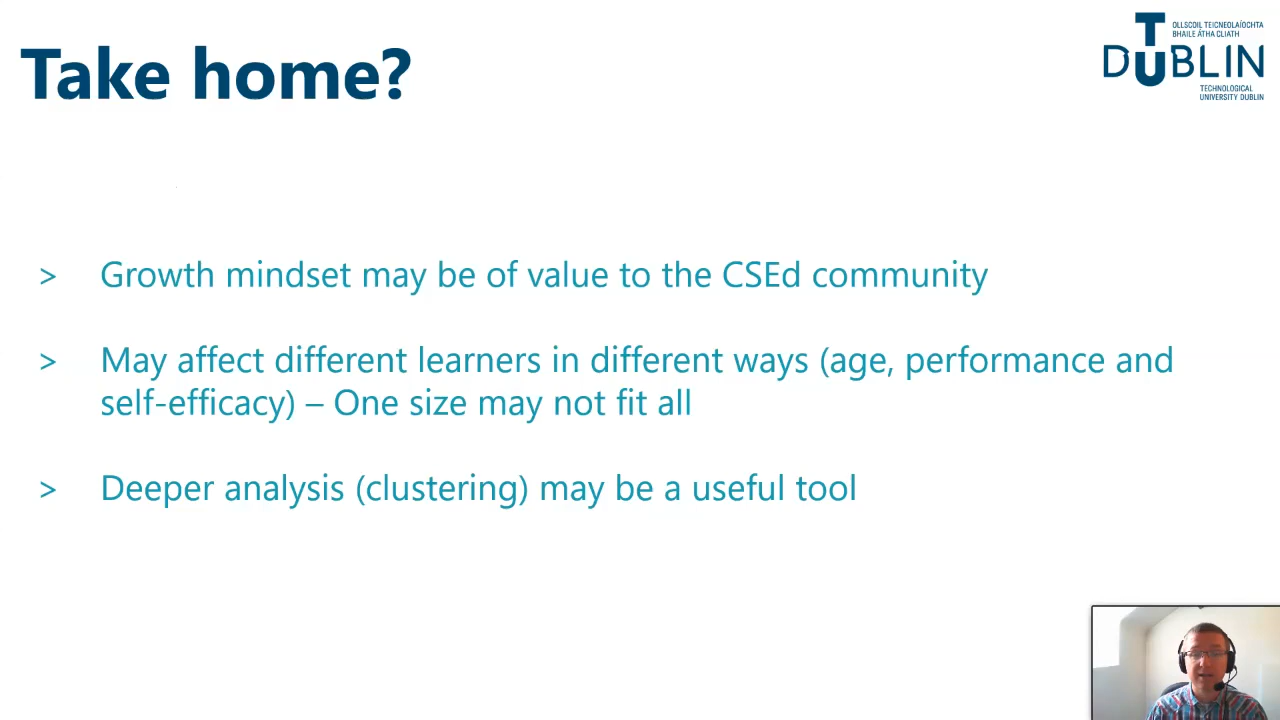 Take home?
OLLSCOIL TEICNEOLAÍOCHTA
BHAILE ÁTHA CLIATH
TU DUBLIN
TECHNOLOGICAL
UNIVERSITY DUBLIN
> Growth mindset may be of value to the CSEd community
> May affect different learners in different ways (age, performance and
self-efficacy) – One size may not fit all
> Deeper analysis (clustering) may be a useful tool